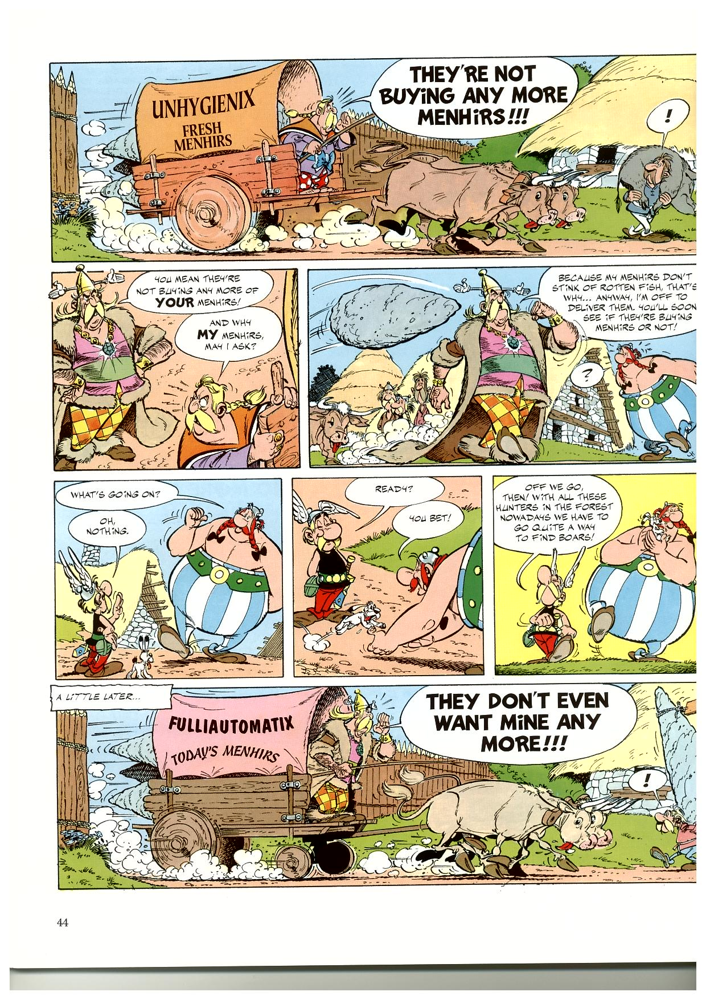 UNHYGIENIX
FRESH
MENHIRS
THEY'RE NOT
BUYING ANY MORE
MENHIRS!!!
!
YOU MEAN THEY'RE
NOT BUYING ANY MORE OF
YOUR MENHIRS!
AND WHY
MY MENHIRS,
MAY I ASK?
BECAUSE MY MENHIRS DON'T
STINK OF ROTTEN FISH, THAT'S
WHY... ANYWAY, I'M OFF TO
DELIVER THEM. YOU'LL SOON
SEE IF THEY'RE BUYING
MENHIRS OR NOT!
?
WHAT'S GOING ON?
OH,
NOTHING.
READY?
YOU BET!
OFF WE GO,
THEN! WITH ALL THESE
HUNTERS IN THE FOREST
NOWADAYS WE HAVE TO
GO QUITE A WAY
TO FIND BOARS!
A LITTLE LATER...
FULLIAUTOMATIX
TODAY'S MENHIRS
THEY DON'T EVEN
WANT MINE ANY
MORE!!!
!
44